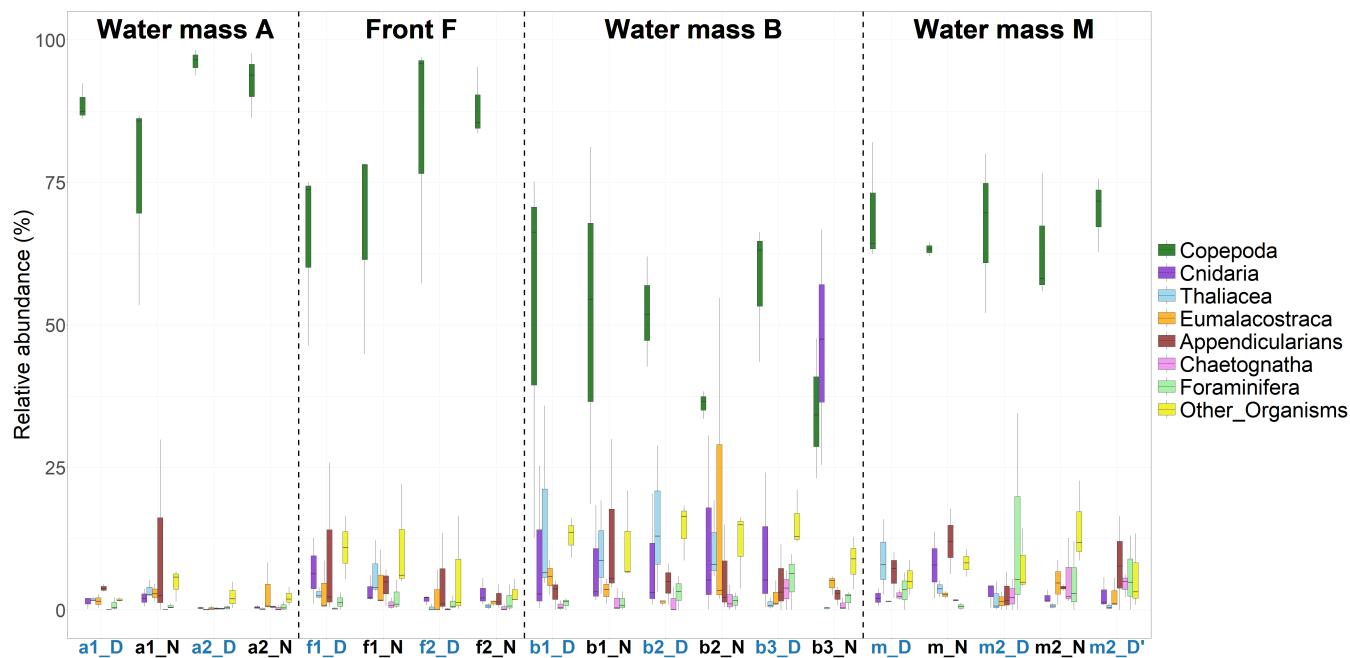 Water mass A Front F Water mass B Water mass M
100
75
50
25
0
Relative abundance (%)
a1_D a1_N a2_D a2_N f1_D f1_N f2_D f2_N b1_D b1_N b2_D b2_N b3_D b3_N m_D m_N m2_D m2_N m2_D'
Copepoda
Cnidaria
Thaliacea
Eumalacostraca
Appendicularians
Chaetognatha
Foraminifera
Other_Organisms